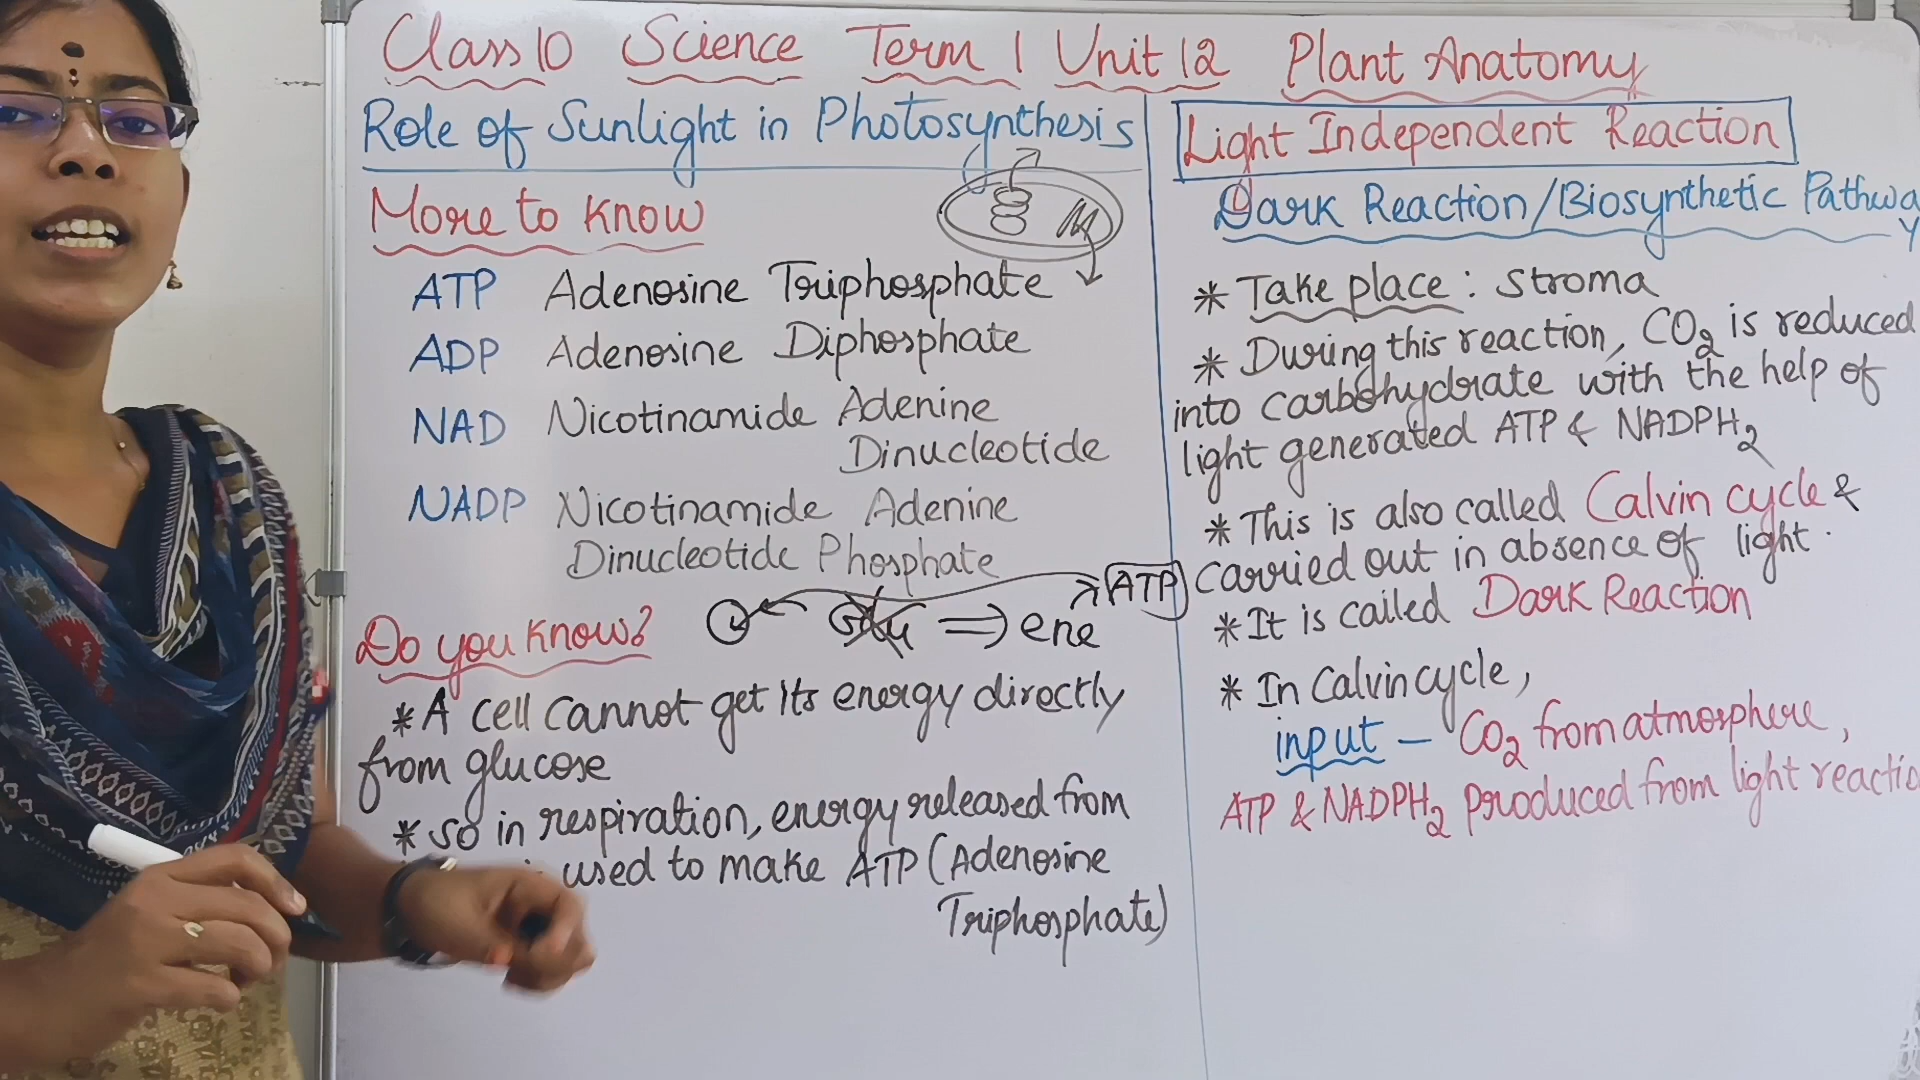 Class 10 Science Term 1 Unit 12 Plant Anatomy
Role of Sunlight in Photosynthesis
More to know
ATP Adenosine Triphosphate
ADP Adenosine Diphosphate
NAD Nicotinamide Adenine
Dinucleotide
NADP Nicotinamide Adenine
Dinucleotide Phosphate
Do you know?
ene ATP
* A cell cannot get its energy directly
from glucose
* so in respiration, energy released from
used to make ATP (Adenosine
Triphosphate)
Light Independent Reaction
Dark Reaction/Biosynthetic Pathway
* Take place : Stroma
* During this reaction, CO2 is reduced
into carbohydrate with the help of
light generated ATP & NADPH2
* This is also called Calvin cycle &
carried out in absence of light.
* It is called Dark Reaction
* In Calvin cycle,
input - CO2 from atmosphere,
ATP & NADPH2 produced from light reactio